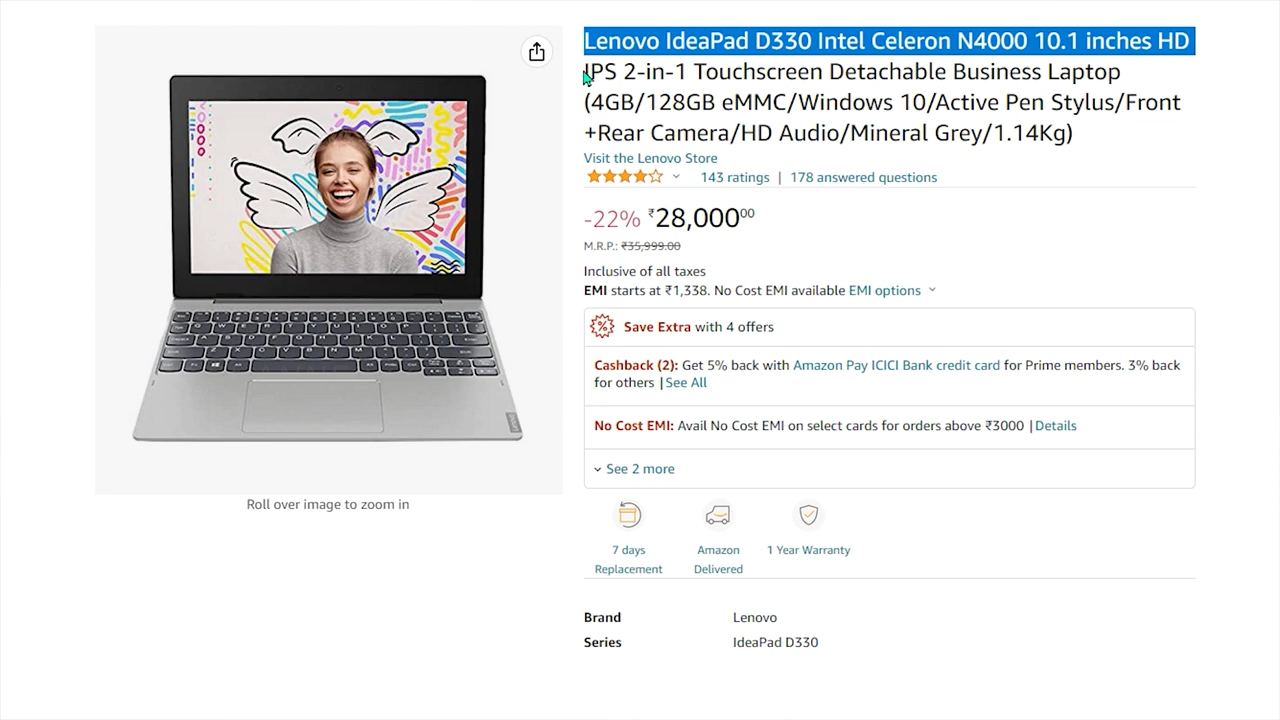 Lenovo IdeaPad D330 Intel Celeron N4000 10.1 inches HD
IPS 2-in-1 Touchscreen Detachable Business Laptop
(4GB/128GB eMMC/Windows 10/Active Pen Stylus/Front
+Rear Camera/HD Audio/Mineral Grey/1.14Kg)
Visit the Lenovo Store
143 ratings | 178 answered questions
-22% ₹28,00000
M.R.P.: ₹35,999.00
Inclusive of all taxes
EMI starts at ₹1,338. No Cost EMI available EMI options
Save Extra with 4 offers
Cashback (2): Get 5% back with Amazon Pay ICICI Bank credit card for Prime members. 3% back
for others | See All
No Cost EMI: Avail No Cost EMI on select cards for orders above ₹3000 | Details
See 2 more
Roll over image to zoom in
7 days
Replacement
Amazon
Delivered
1 Year Warranty
Brand Lenovo
Series IdeaPad D330